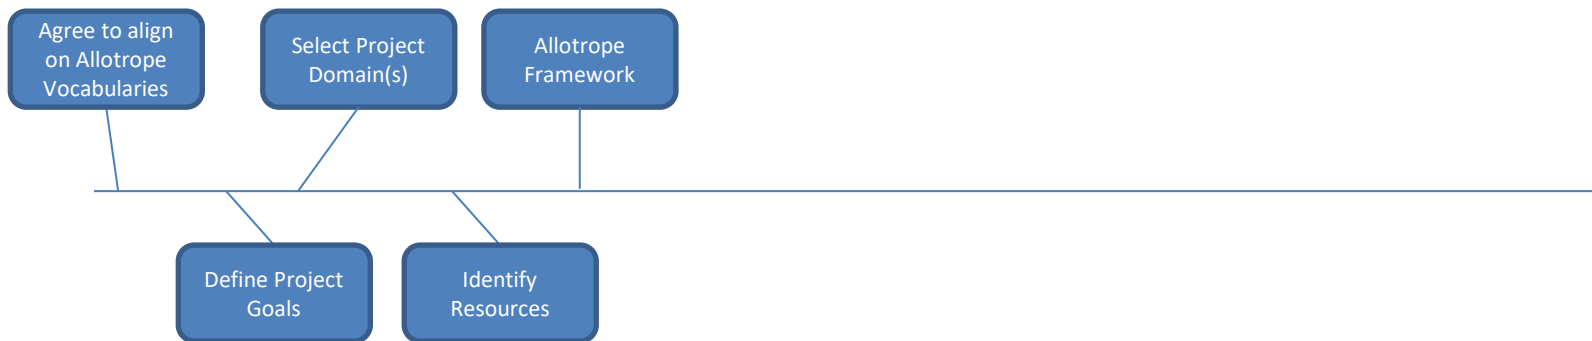 Agree to align
on Allotrope
Vocabularies
Select Project
Domain(s)
Allotrope
Framework
Define Project
Goals
Identify
Resources